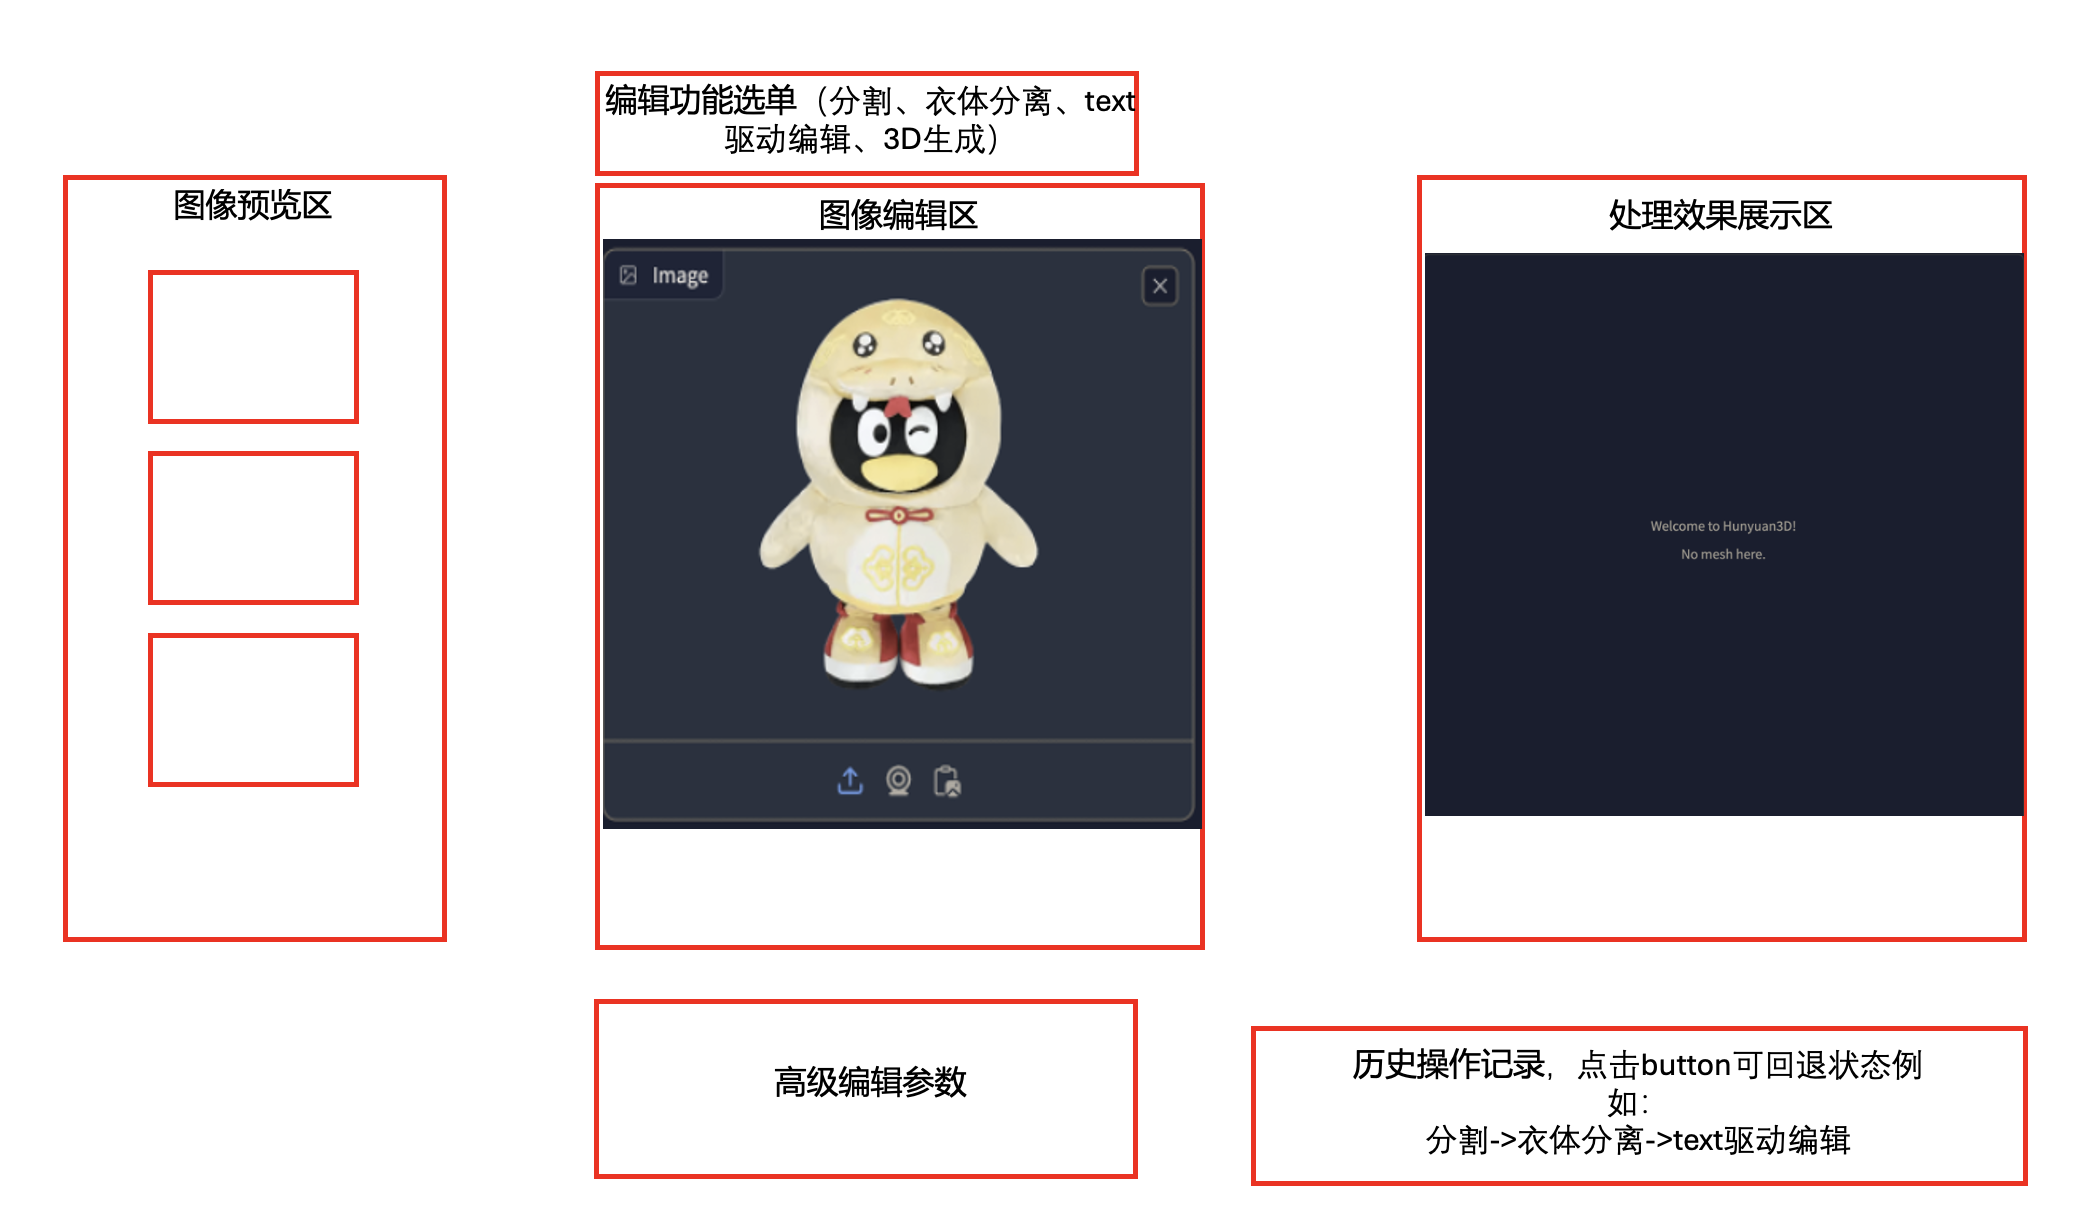 编辑功能选单（分割、衣体分离、text
驱动编辑、3D生成）
图像预览区
图像编辑区
Image
处理效果展示区
Welcome to Hunyuan3D!
No mesh here.
高级编辑参数
历史操作记录，点击button可回退状态例
如：
分割->衣体分离->text驱动编辑